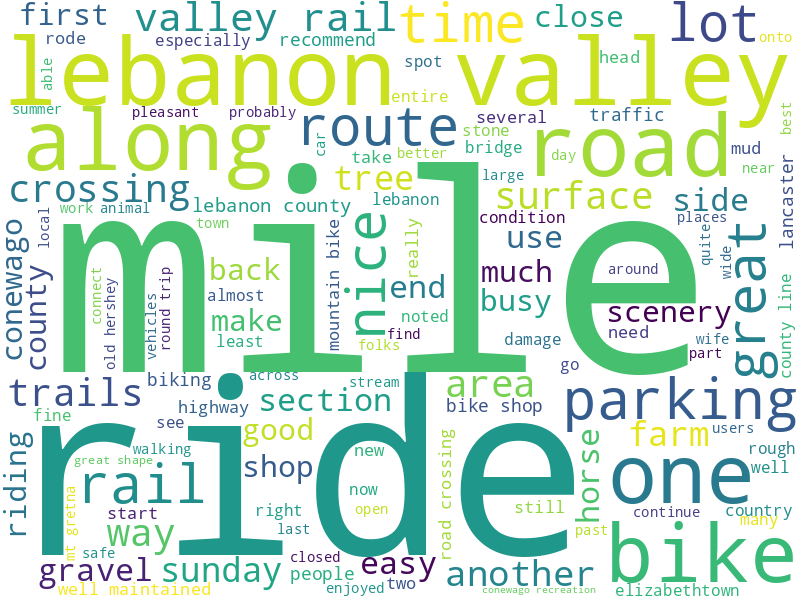 first
valley rail
time
close
lot
rode
especially
recommend
onto
able
lebanon valley
spot
head
entire
summer
pleasant
probably
along
route
car
several
traffic
best
stone
road
mud
take
better
bridge
day
near
crossing
tree
large
surface
side
lancaster
lebanon county
lebanon
work
animal
town
local
conewago
county
mile
nice
mountain bike
really
condition
use
places
quite
wide
great
back
much
around
connect
old hershey
vehicles
round trip
almost
end
busy
scenery
make
noted
least
find
damage
need
wife
folks
part
go
county line
trails
biking
across
stream
area
parking
fine
highway
section
bike shop
see
good
farm
users
riding
ride
walking
new
rough
great shape
shop
road crossing
horse
well
rail
now
one
mt gretna
start
right
open
still
continue
country
way
last
past
many
safe
bike
gravel
sunday
closed
people
easy
another
well maintained
enjoyed
two
conewago recreation
elizabethtown